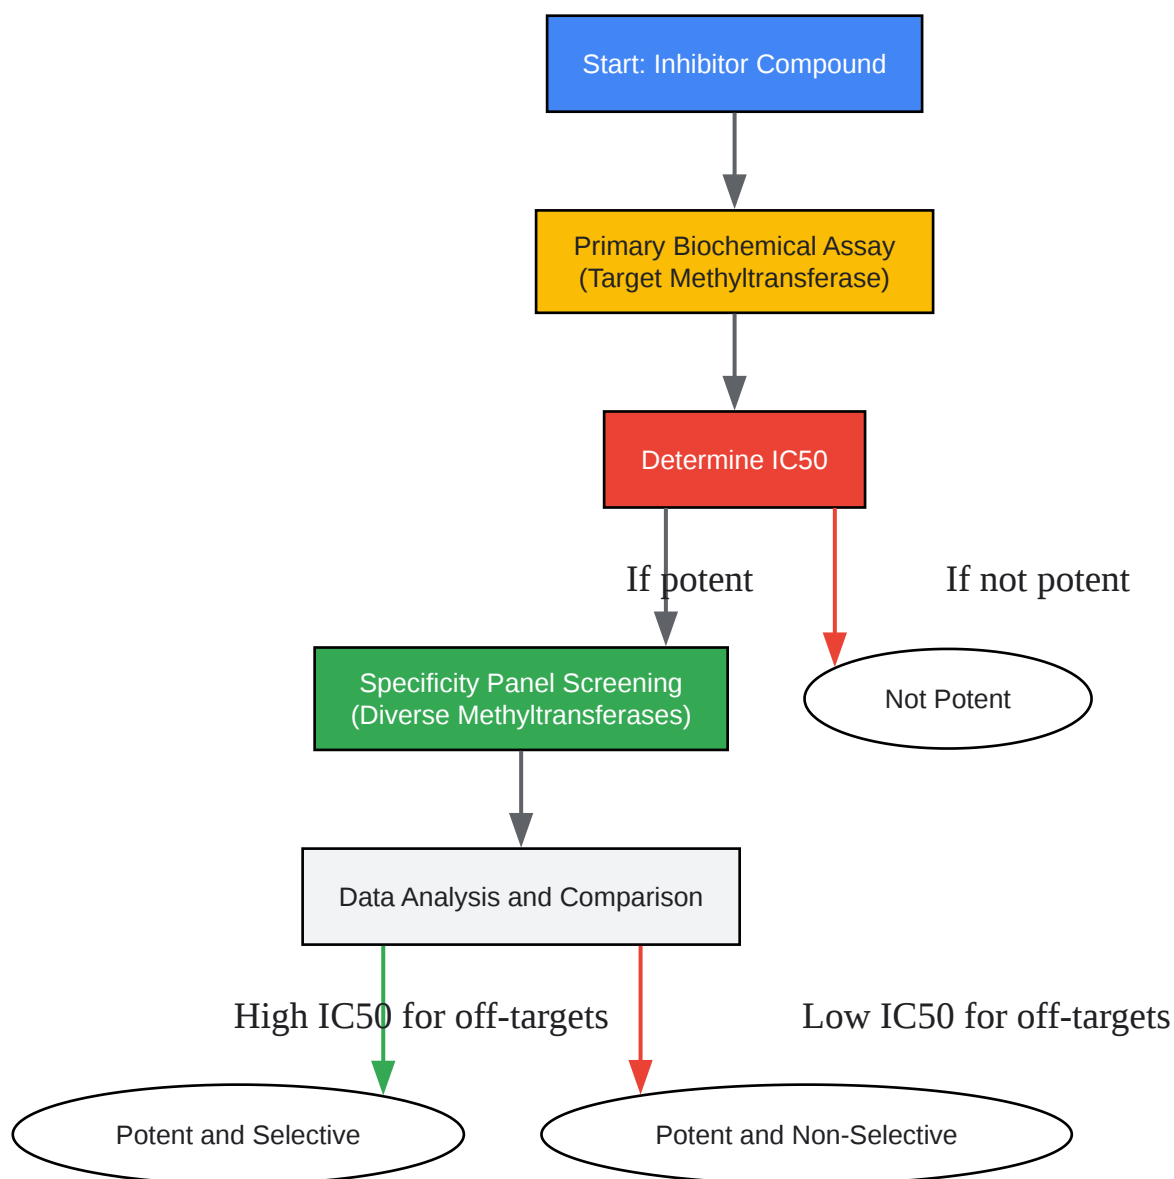 Start: Inhibitor Compound
Primary Biochemical Assay
(Target Methyltransferase)
Determine IC50
If potent
If not potent
Specificity Panel Screening
(Diverse Methyltransferases)
Not Potent
Data Analysis and Comparison
High IC50 for off-targets
Low IC50 for off-targets
Potent and Selective
Potent and Non-Selective